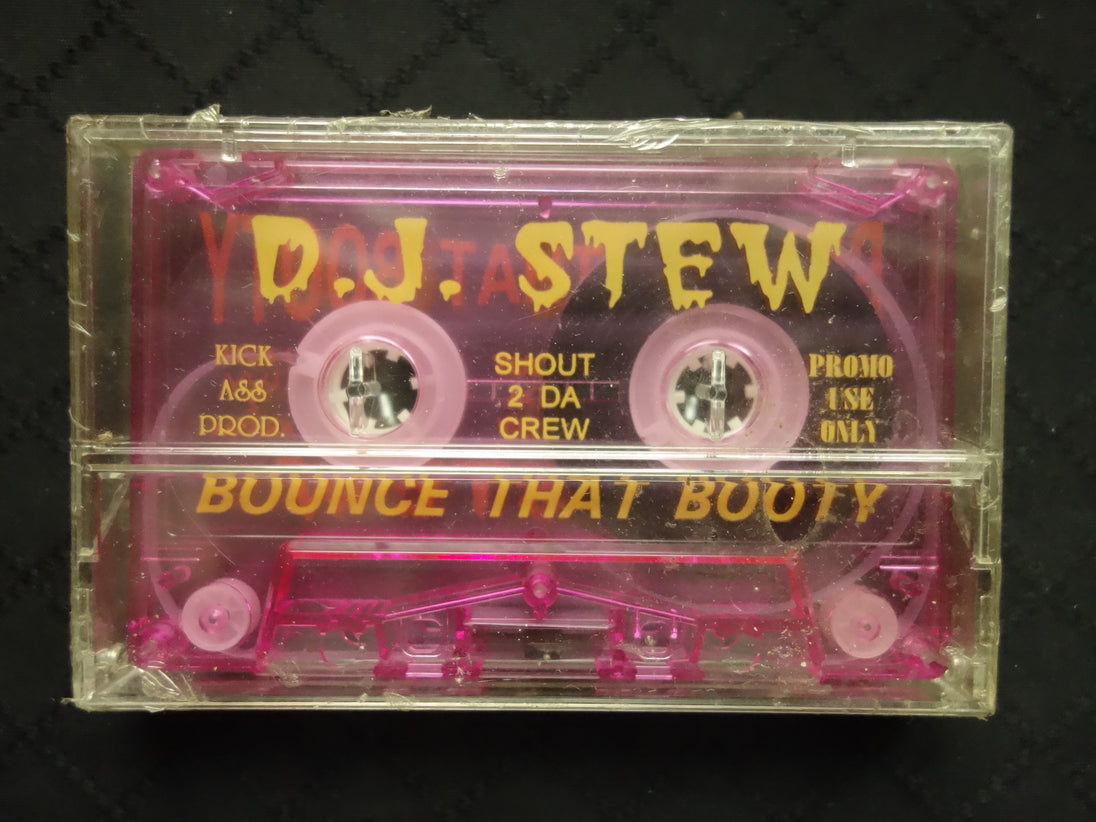 D.J. STEW
KICK
ASS
PROD.
SHOUT
2 DA
CREW
PROMO
USE
ONLY
BOUNCE THAT BOOTY